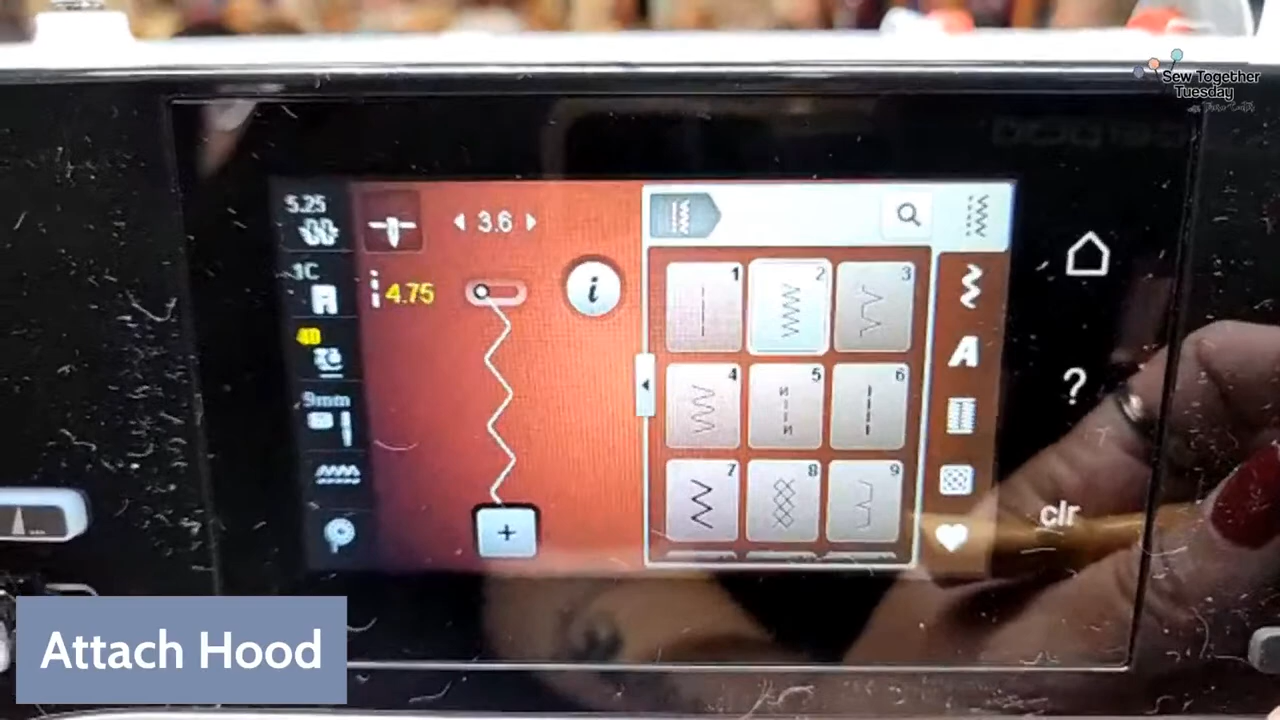 Sew Together
Tuesday
5.25
3.6
1C
4.75
i
40
9mm
+
1
2
3
4
5
6
7
8
9
A
?
clr
Attach Hood